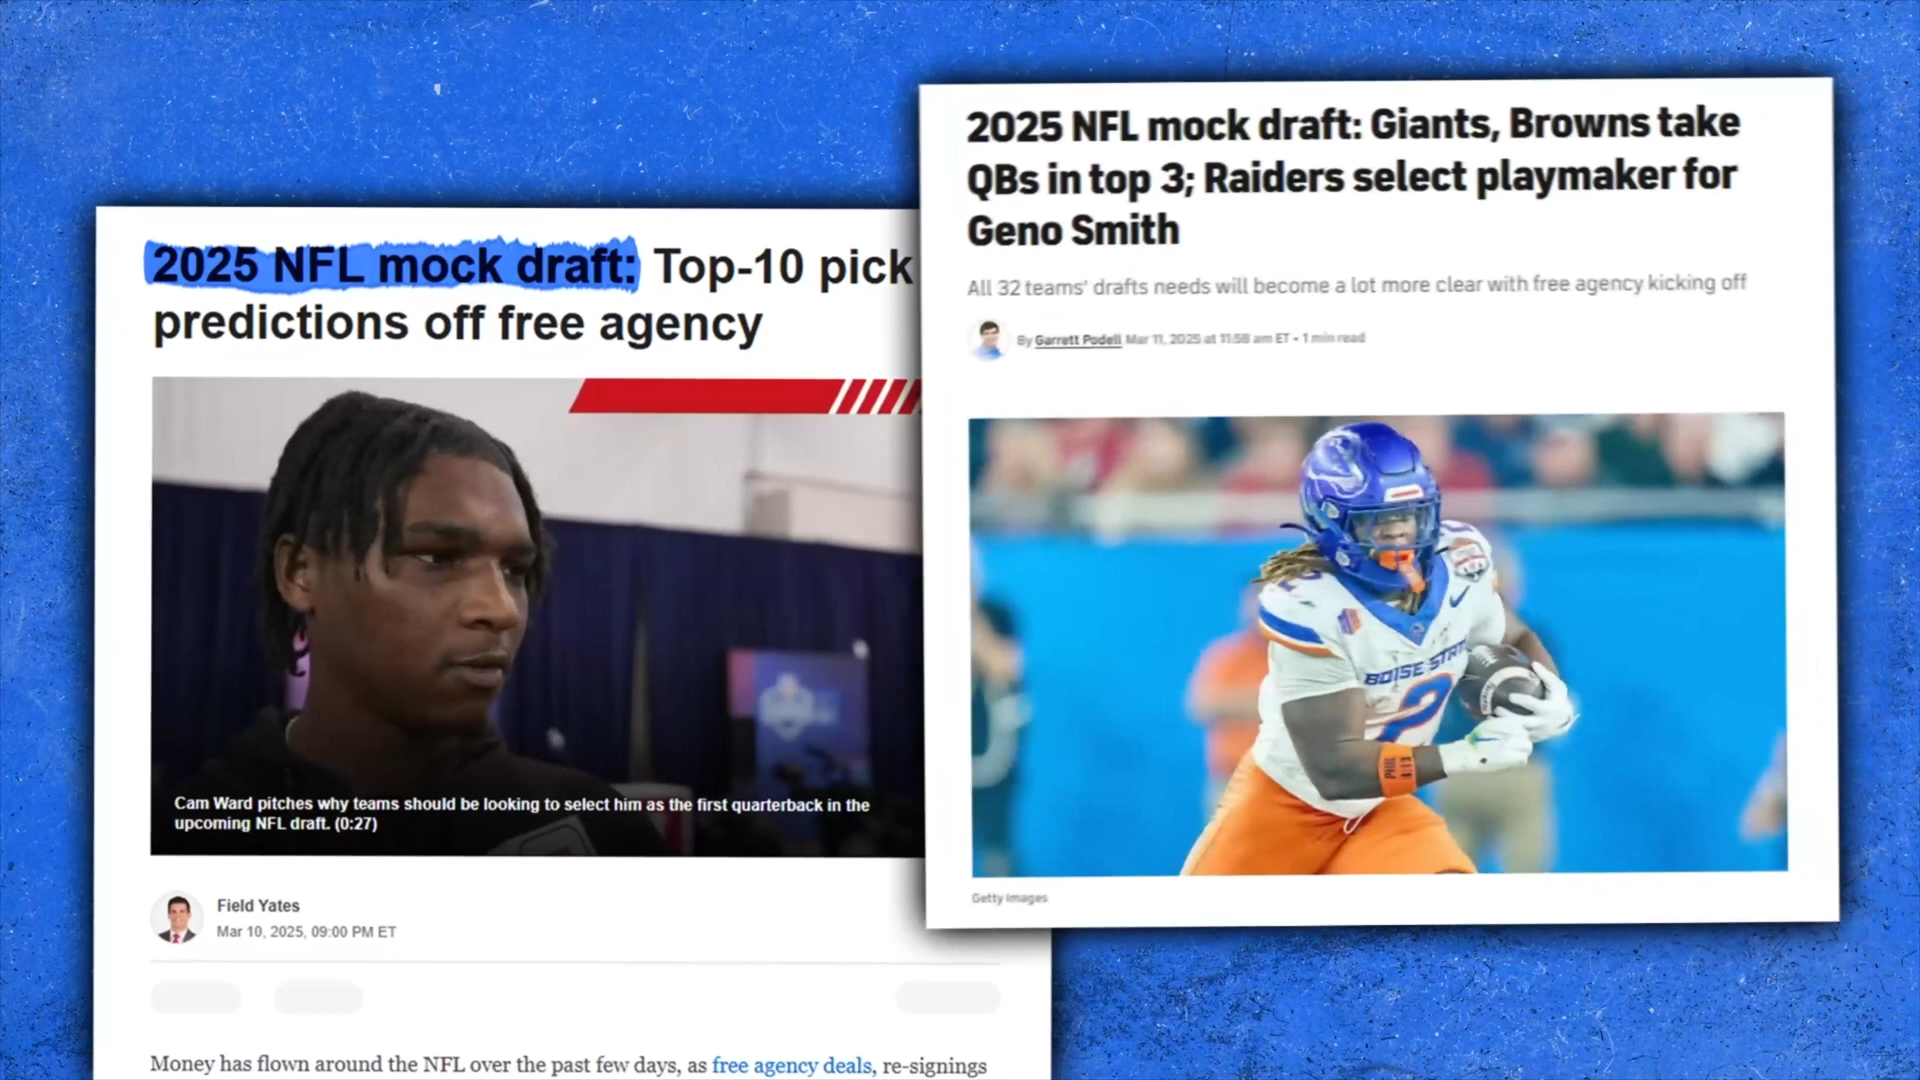 2025 NFL mock draft: Top-10 pick
predictions off free agency
Cam Ward pitches why teams should be looking to select him as the first quarterback in the
upcoming NFL draft. (0:27)
Field Yates
Mar 10, 2025, 09:00 PM ET
Money has flown around the NFL over the past few days, as free agency deals, re-signings
2025 NFL mock draft: Giants, Browns take
QBs in top 3; Raiders select playmaker for
Geno Smith
All 32 teams' drafts needs will become a lot more clear with free agency kicking off
By Garrett Podell Mar 11, 2025 at 11:58 am ET • 1 min read
BOISE STATE
2
PHIL
4:13
Getty Images